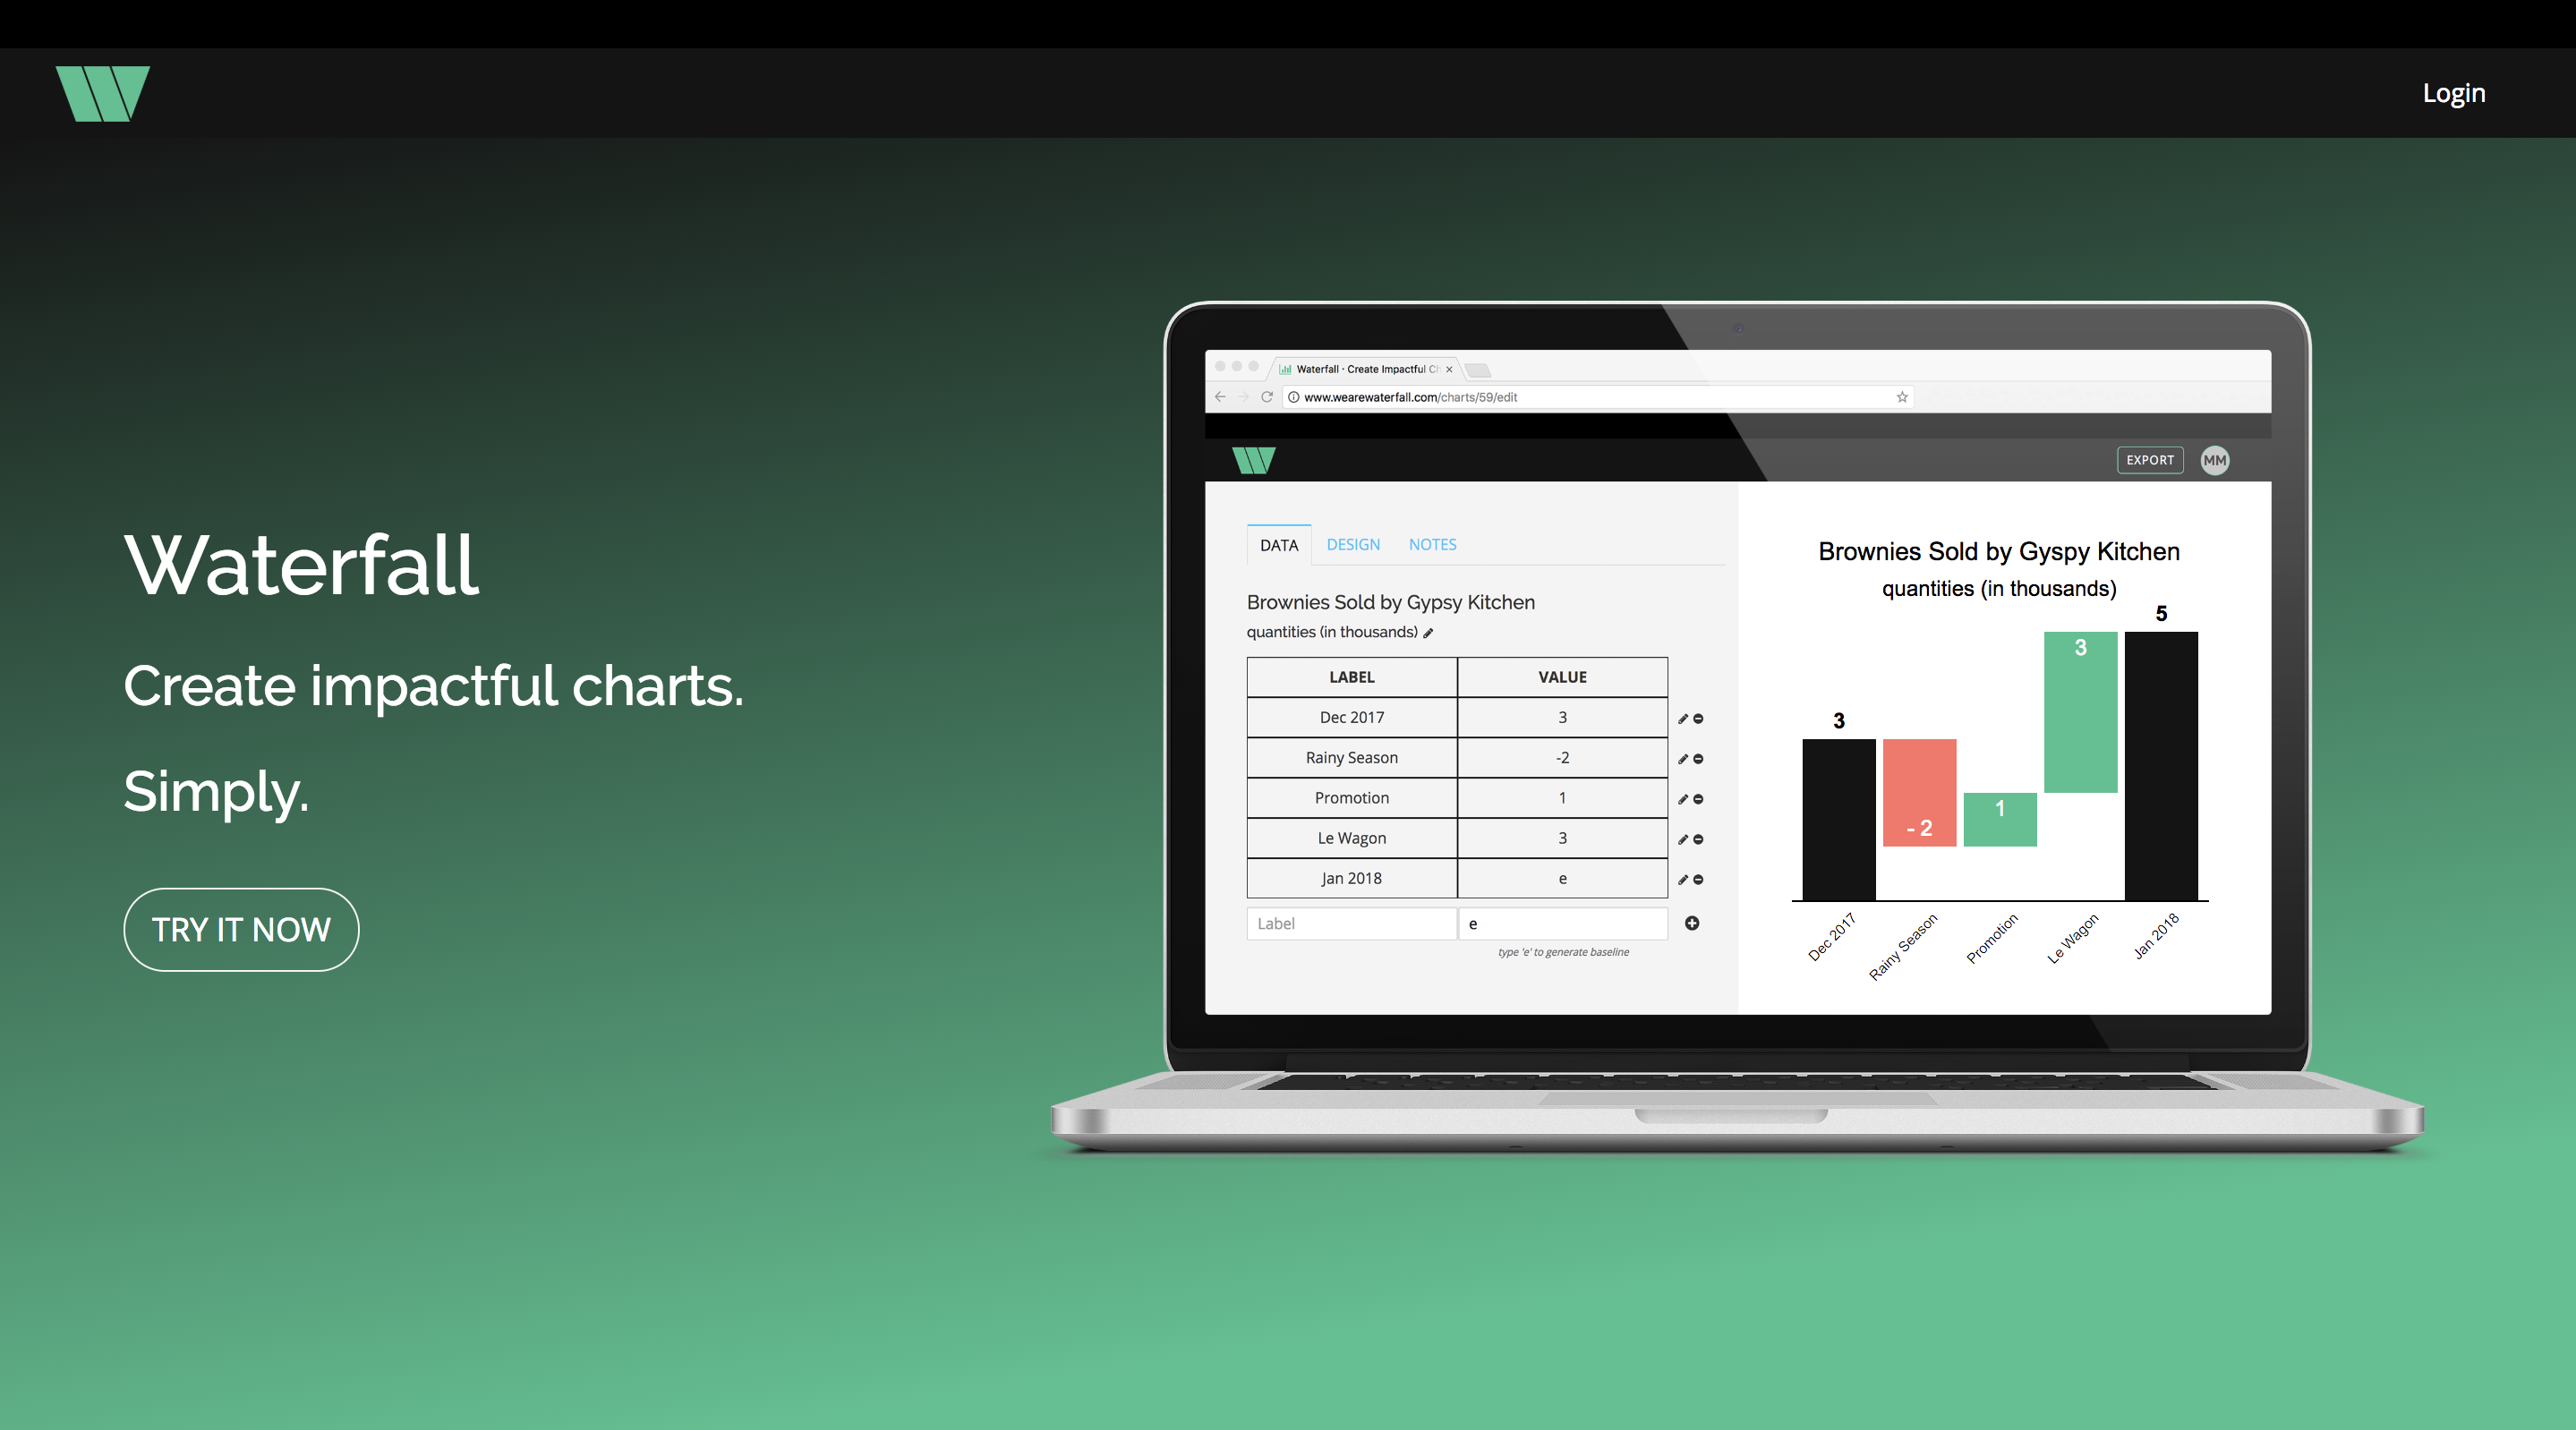 Login
Waterfall
Create impactful charts.
Simply.
TRY IT NOW
Waterfall · Create Impactful Ch
www.wearewaterfall.com/charts/59/edit
EXPORT
MM
DATA DESIGN NOTES
Brownies Sold by Gypsy Kitchen
quantities (in thousands)
LABEL VALUE
Dec 2017 3
Rainy Season -2
Promotion 1
Le Wagon 3
Jan 2018 e
Label e
type 'e' to generate baseline
Brownies Sold by Gyspy Kitchen
quantities (in thousands)
5
3
3
1
- 2
Dec 2017
Rainy Season
Promotion
Le Wagon
Jan 2018